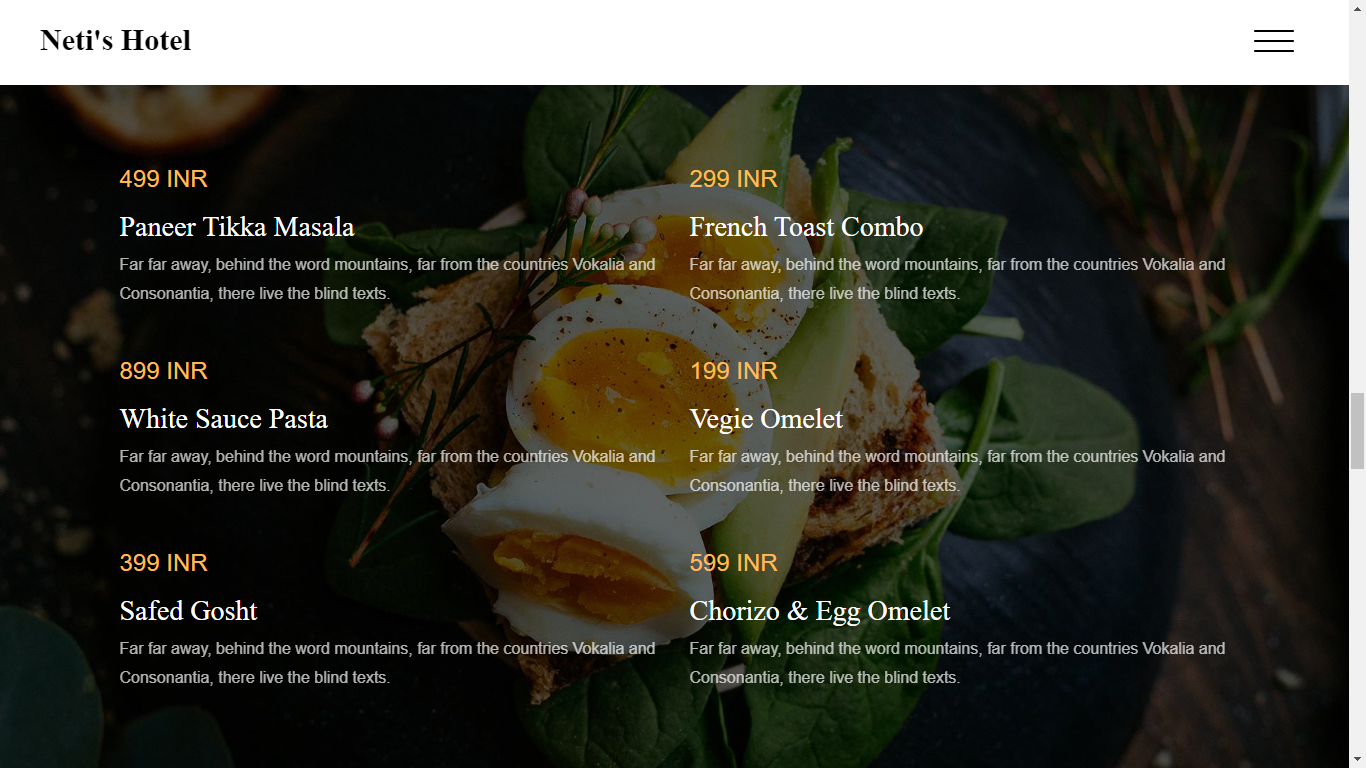 Neti's Hotel
499 INR
Paneer Tikka Masala
Far far away, behind the word mountains, far from the countries Vokalia and
Consonantia, there live the blind texts.
299 INR
French Toast Combo
Far far away, behind the word mountains, far from the countries Vokalia and
Consonantia, there live the blind texts.
899 INR
White Sauce Pasta
Far far away, behind the word mountains, far from the countries Vokalia and
Consonantia, there live the blind texts.
199 INR
Vegie Omelet
Far far away, behind the word mountains, far from the countries Vokalia and
Consonantia, there live the blind texts.
399 INR
Safed Gosht
Far far away, behind the word mountains, far from the countries Vokalia and
Consonantia, there live the blind texts.
599 INR
Chorizo & Egg Omelet
Far far away, behind the word mountains, far from the countries Vokalia and
Consonantia, there live the blind texts.